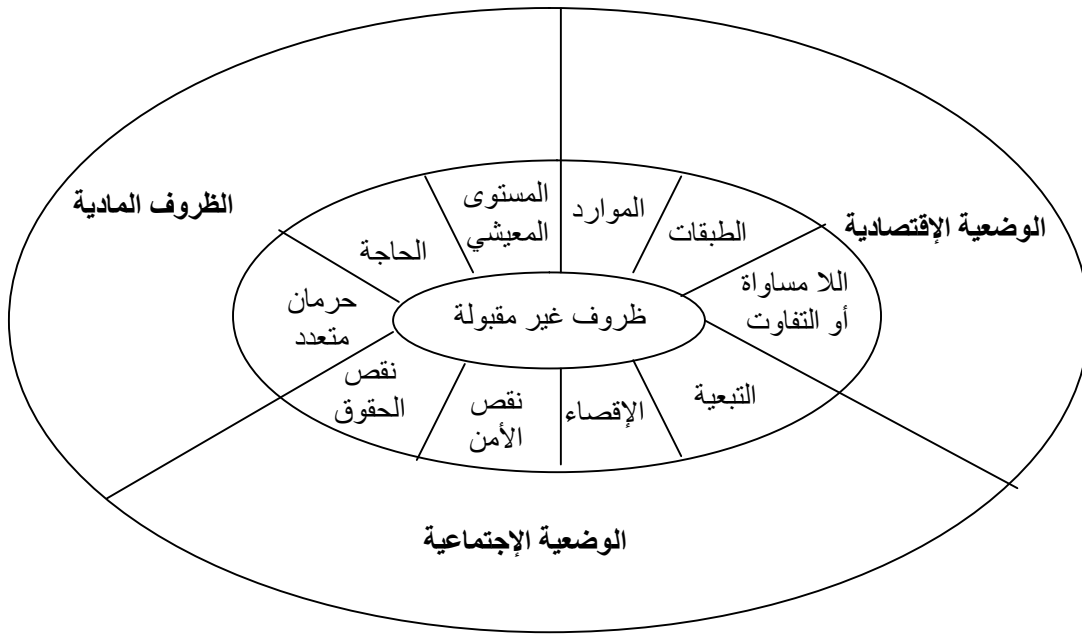 الظروف المادية
الوضعية الإقتصادية
المستوى
المعيشي
الموارد
الطبقات
الحاجة
اللا مساواة
أو التفاوت
حرمان
متعدد
ظروف غير مقبولة
نقص
الحقوق
نقص
الأمن
الإقصاء
التبعية
الوضعية الإجتماعية